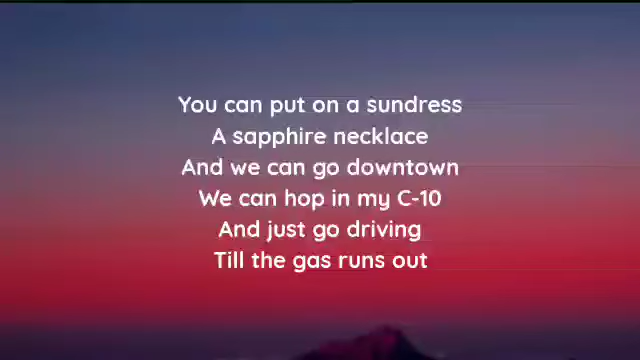 You can put on a sundress
A sapphire necklace
And we can go downtown
We can hop in my C-10
And just go driving
Till the gas runs out